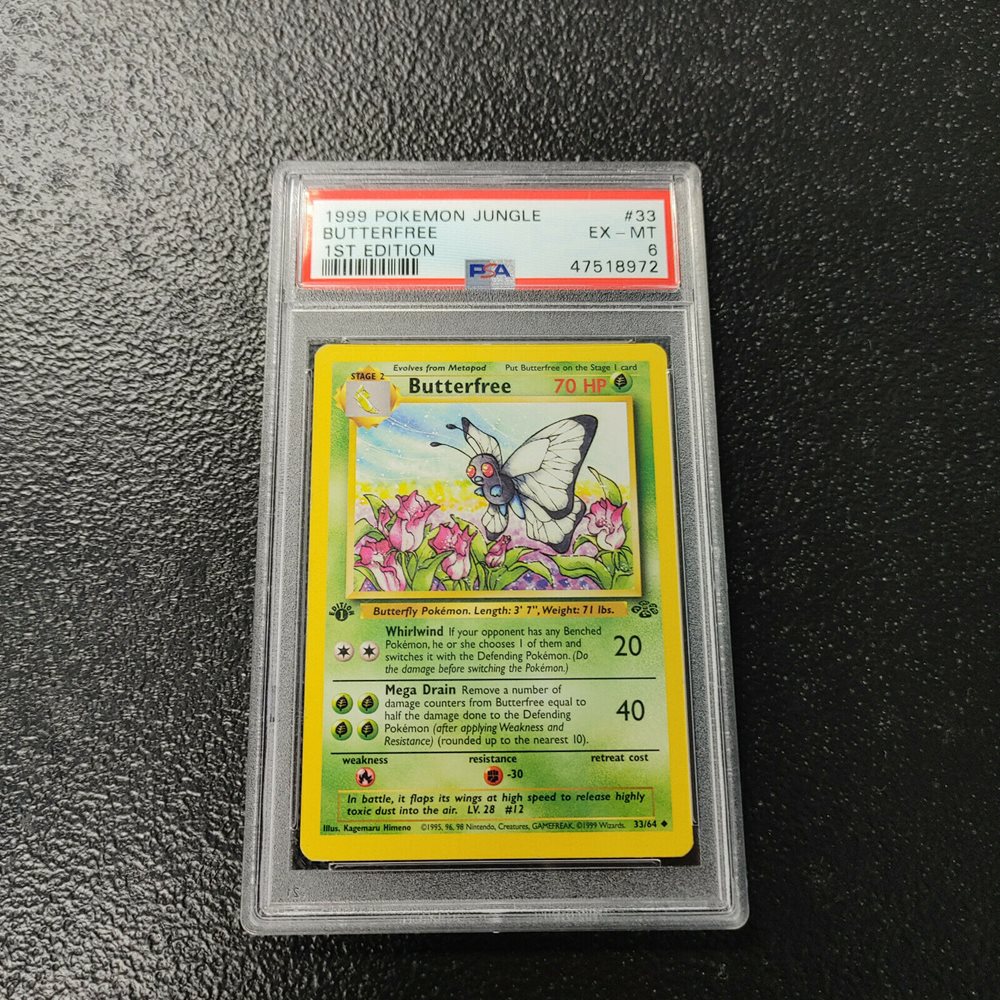 1999 POKEMON JUNGLE #33
BUTTERFREE EX - MT
1ST EDITION 6
PSA 47518972
Evolves from Metapod Put Butterfree on the Stage 1 card
STAGE 2 Butterfree 70 HP
EDITION 1
Butterfly Pokémon. Length: 3' 7", Weight: 71 lbs.
Whirlwind If your opponent has any Benched
Pokémon, he or she chooses 1 of them and
switches it with the Defending Pokémon. (Do
the damage before switching the Pokémon.)
20
Mega Drain Remove a number of
damage counters from Butterfree equal to
half the damage done to the Defending
Pokémon (after applying Weakness and
Resistance) (rounded up to the nearest 10).
40
weakness resistance retreat cost
-30
In battle, it flaps its wings at high speed to release highly
toxic dust into the air. LV. 28 #12
Illus. Kagemaru Himeno ©1995, 96, 98 Nintendo, Creatures, GAMEFREAK. ©1999 Wizards. 33/64